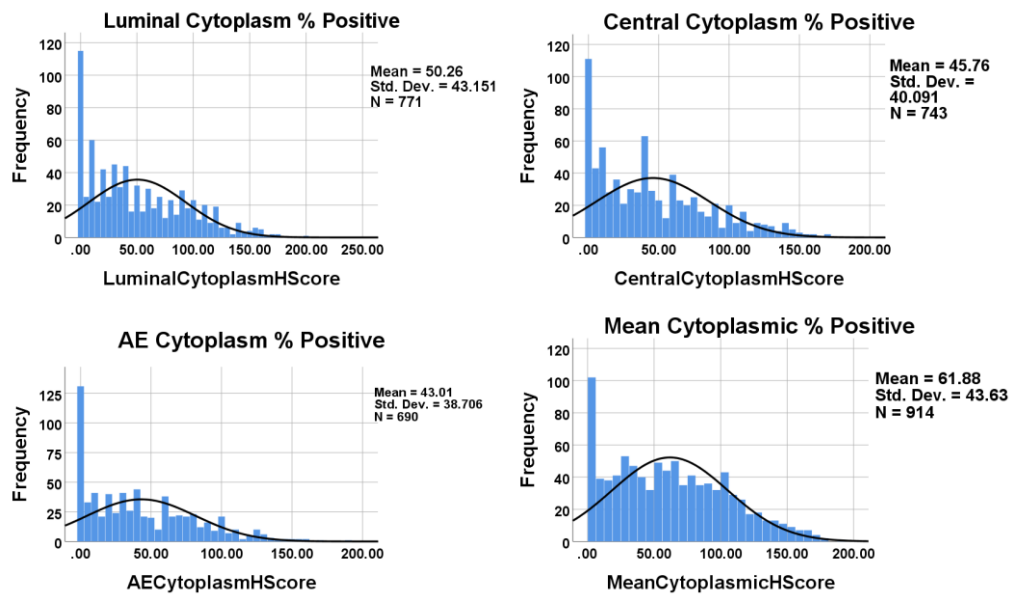 Luminal Cytoplasm % Positive
120
100
80
60
40
20
0
Frequency
Mean = 50.26
Std. Dev. = 43.151
N = 771
.00 50.00 100.00 150.00 200.00 250.00
LuminalCytoplasmHScore
Central Cytoplasm % Positive
120
100
80
60
40
20
0
Frequency
Mean = 45.76
Std. Dev. =
40.091
N = 743
.00 50.00 100.00 150.00 200.00
CentralCytoplasmHScore
AE Cytoplasm % Positive
125
100
75
50
25
0
Frequency
Mean = 43.01
Std. Dev. = 38.706
N = 690
.00 50.00 100.00 150.00 200.00
AECytoplasmHScore
Mean Cytoplasmic % Positive
120
100
80
60
40
20
0
Frequency
Mean = 61.88
Std. Dev. = 43.63
N = 914
.00 50.00 100.00 150.00 200.00
MeanCytoplasmicHScore